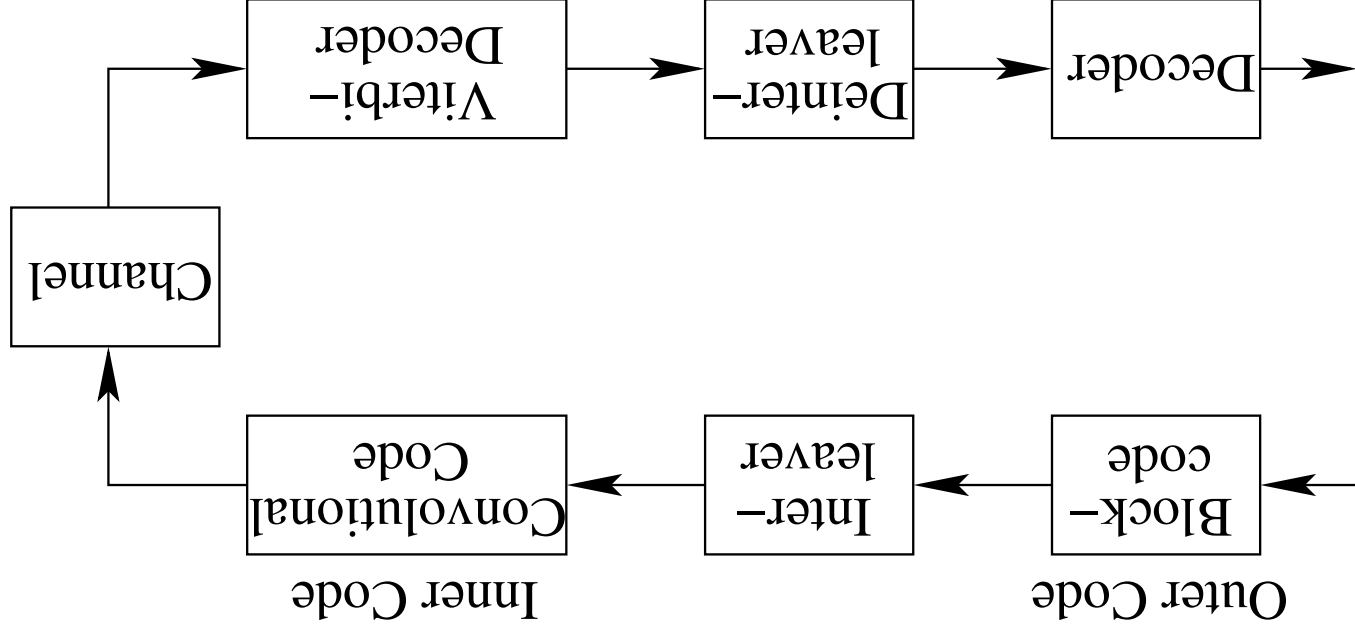 Outer Code
Inner Code
Block–
code
Inter–
leaver
Convolutional
Code
Channel
Decoder
Deinter–
leaver
Viterbi–
Decoder